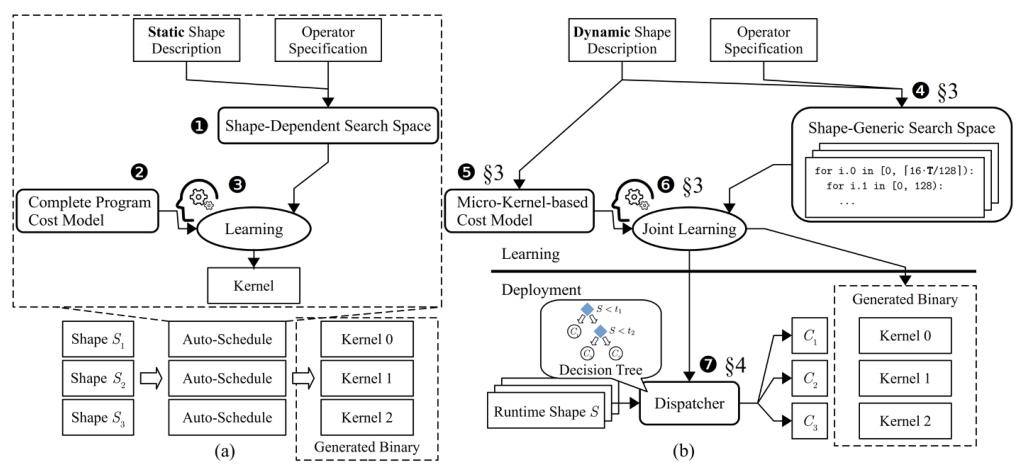 Static Shape
Description
Operator
Specification
❶
Shape-Dependent Search Space
❷
❸
Complete Program
Cost Model
Learning
Kernel
Shape S₁
Auto-Schedule
Kernel 0
Shape S₂
Auto-Schedule
Kernel 1
Shape S₃
Auto-Schedule
Kernel 2
Generated Binary
(a)
Dynamic Shape
Description
Operator
Specification
❹ §3
Shape-Generic Search Space
for i.0 in [0, ⌈16·T/128⌉):
for i.1 in [0, 128):
...
❺ §3
Micro-Kernel-based
Cost Model
❻ §3
Joint Learning
Learning
Deployment
S < t₁
S < t₂
Decision Tree
❼ §4
Runtime Shape S
Dispatcher
C₁
C₂
C₃
Generated Binary
Kernel 0
Kernel 1
Kernel 2
(b)